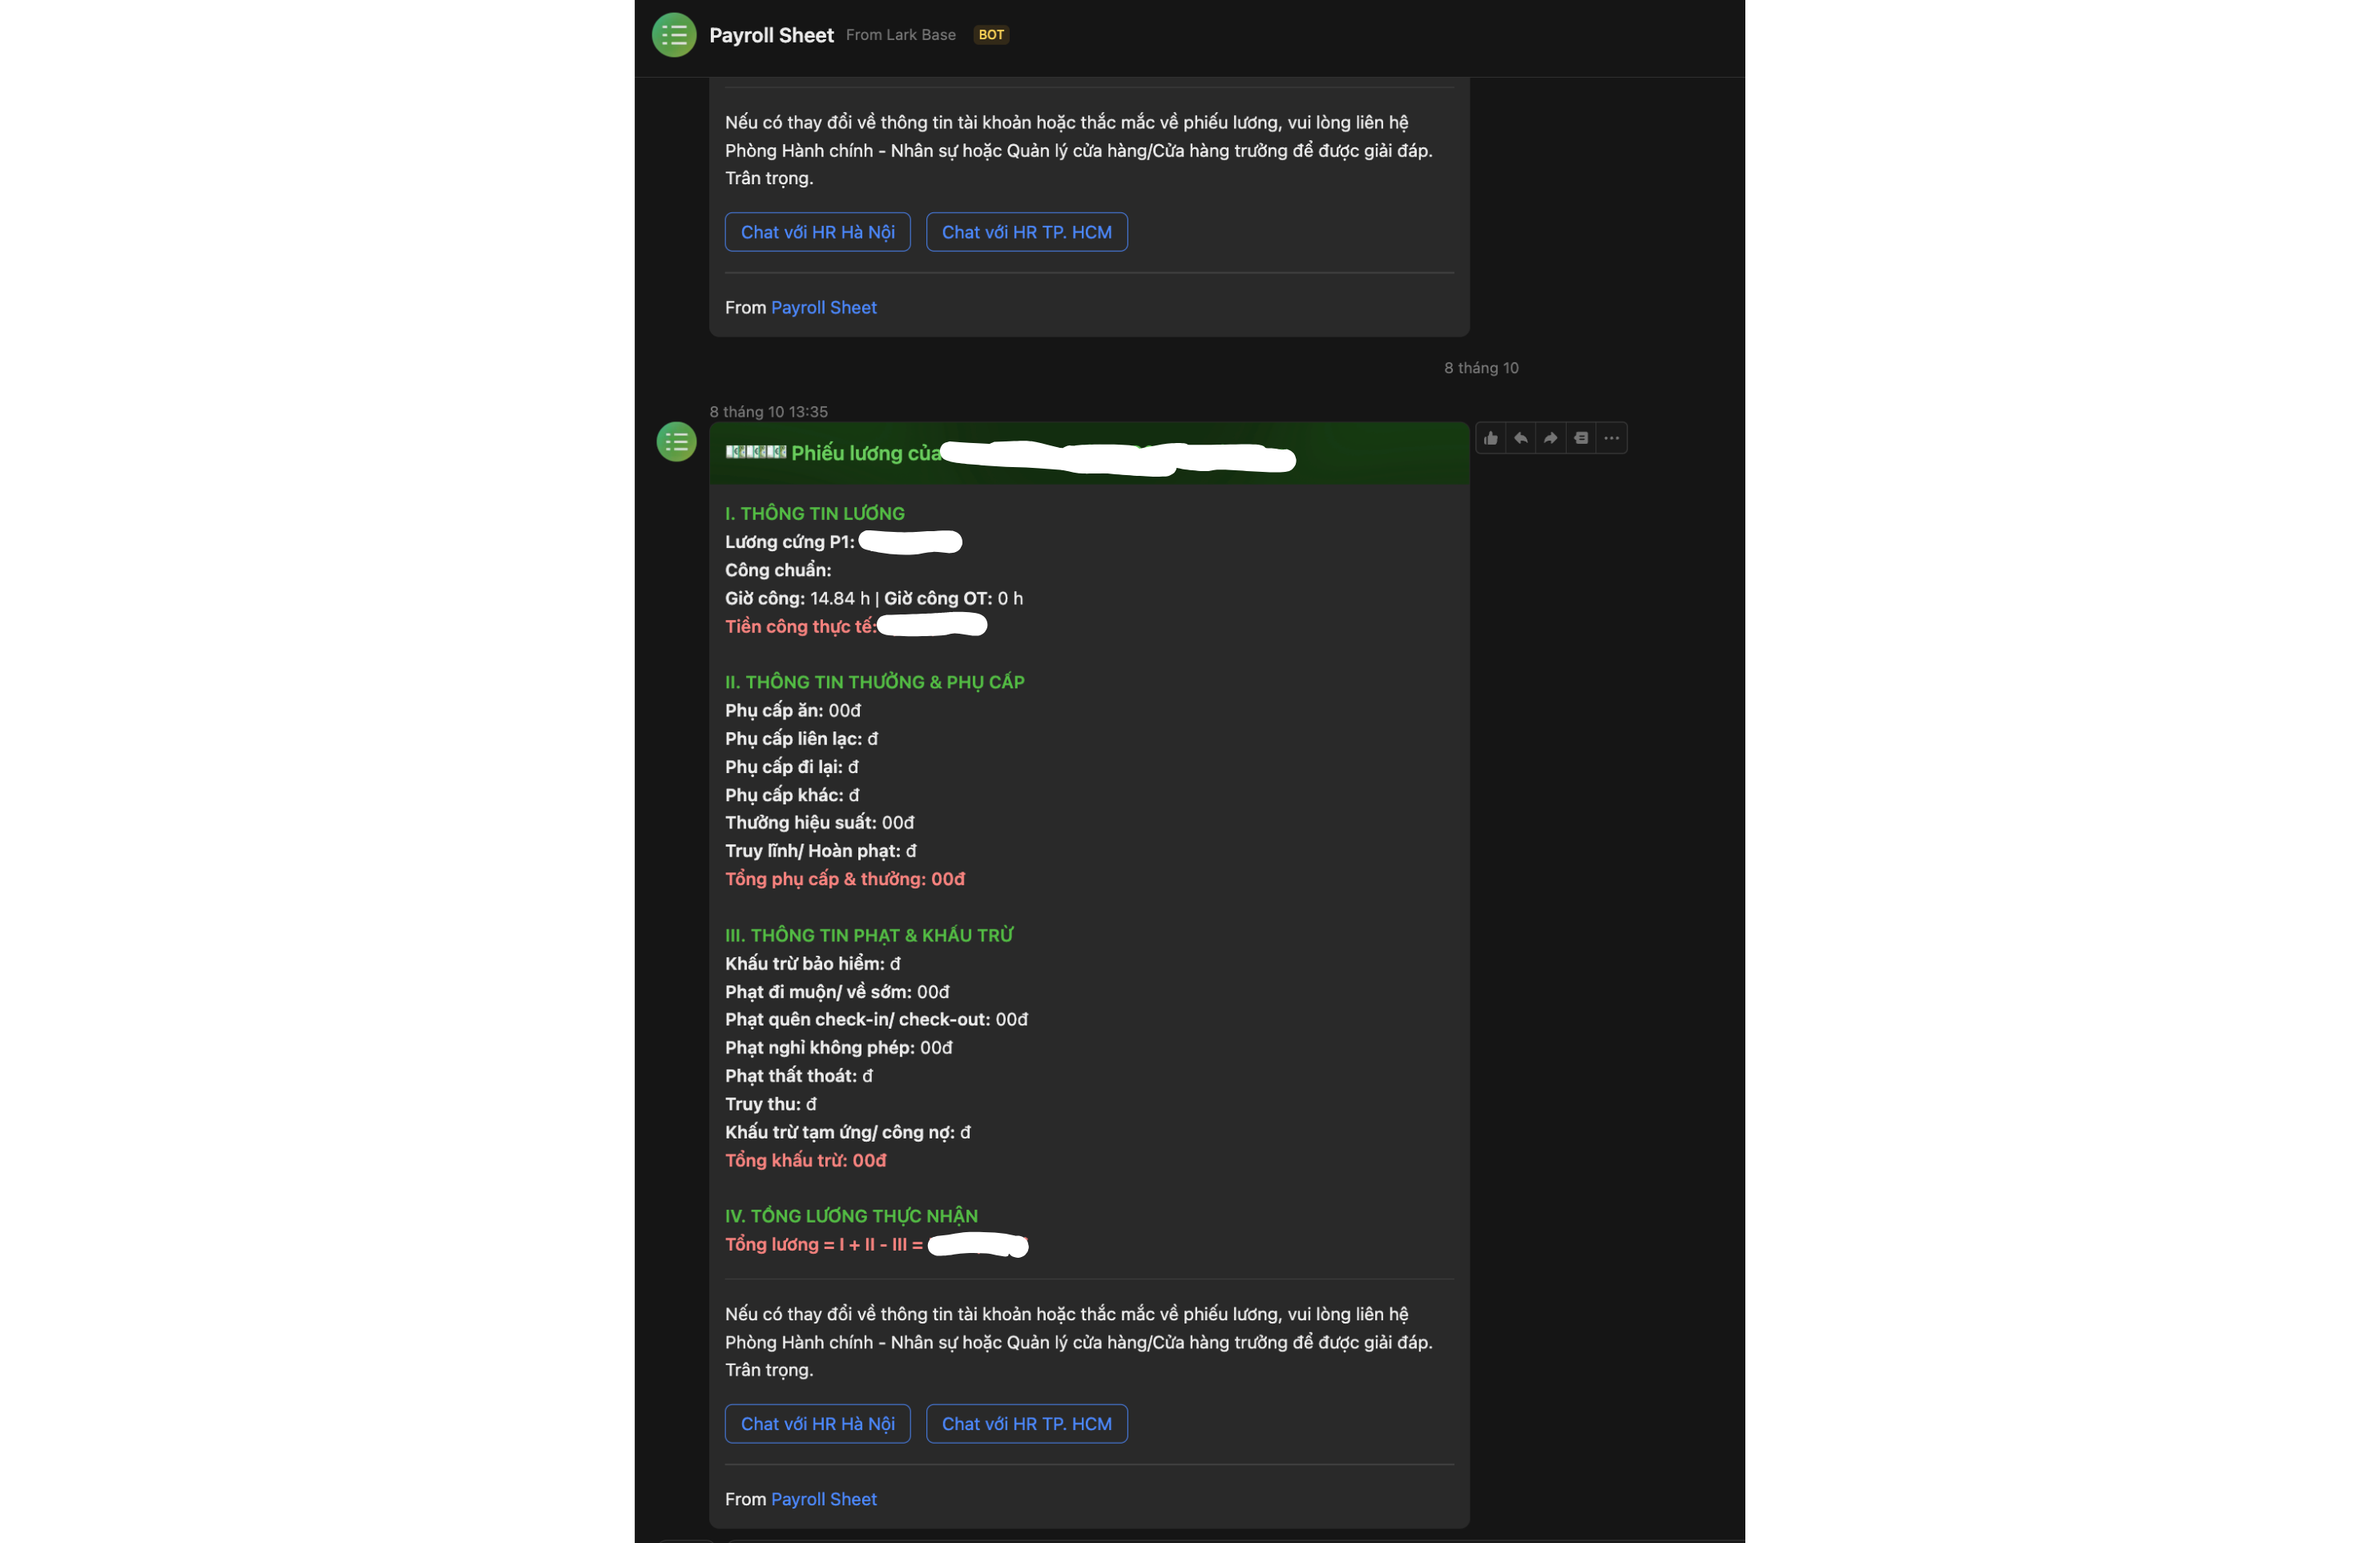 Payroll Sheet From Lark Base BOT
Nếu có thay đổi về thông tin tài khoản hoặc thắc mắc về phiếu lương, vui lòng liên hệ
Phòng Hành chính - Nhân sự hoặc Quản lý cửa hàng/Cửa hàng trưởng để được giải đáp.
Trân trọng.
Chat với HR Hà Nội Chat với HR TP. HCM
From Payroll Sheet
8 tháng 10
8 tháng 10 13:35
Phiếu lương của
I. THÔNG TIN LƯƠNG
Lương cứng P1:
Công chuẩn:
Giờ công: 14.84 h | Giờ công OT: 0 h
Tiền công thực tế:
II. THÔNG TIN THƯỞNG & PHỤ CẤP
Phụ cấp ăn: 00đ
Phụ cấp liên lạc: đ
Phụ cấp đi lại: đ
Phụ cấp khác: đ
Thưởng hiệu suất: 00đ
Truy lĩnh/ Hoàn phạt: đ
Tổng phụ cấp & thưởng: 00đ
III. THÔNG TIN PHẠT & KHẤU TRỪ
Khấu trừ bảo hiểm: đ
Phạt đi muộn/ về sớm: 00đ
Phạt quên check-in/ check-out: 00đ
Phạt nghỉ không phép: 00đ
Phạt thất thoát: đ
Truy thu: đ
Khấu trừ tạm ứng/ công nợ: đ
Tổng khấu trừ: 00đ
IV. TỔNG LƯƠNG THỰC NHẬN
Tổng lương = I + II - III =
Nếu có thay đổi về thông tin tài khoản hoặc thắc mắc về phiếu lương, vui lòng liên hệ
Phòng Hành chính - Nhân sự hoặc Quản lý cửa hàng/Cửa hàng trưởng để được giải đáp.
Trân trọng.
Chat với HR Hà Nội Chat với HR TP. HCM
From Payroll Sheet